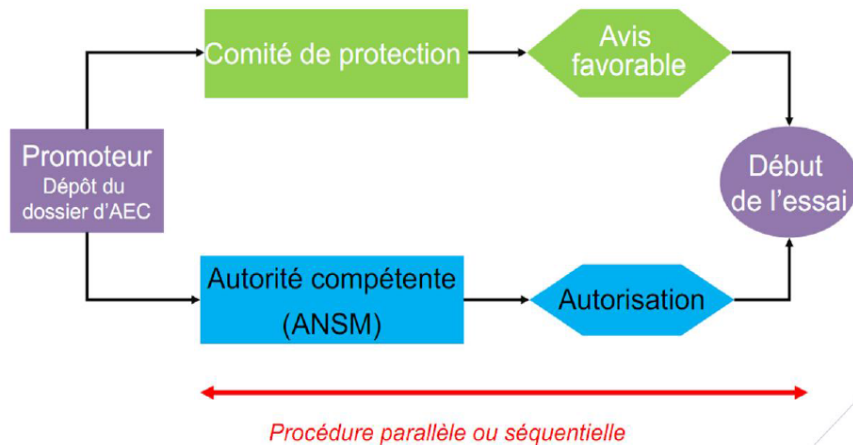 Comité de protection
Avis
favorable
Promoteur
Dépôt du
dossier d'AEC
Début
de l'essai
Autorité compétente
(ANSM)
Autorisation
Procédure parallèle ou séquentielle